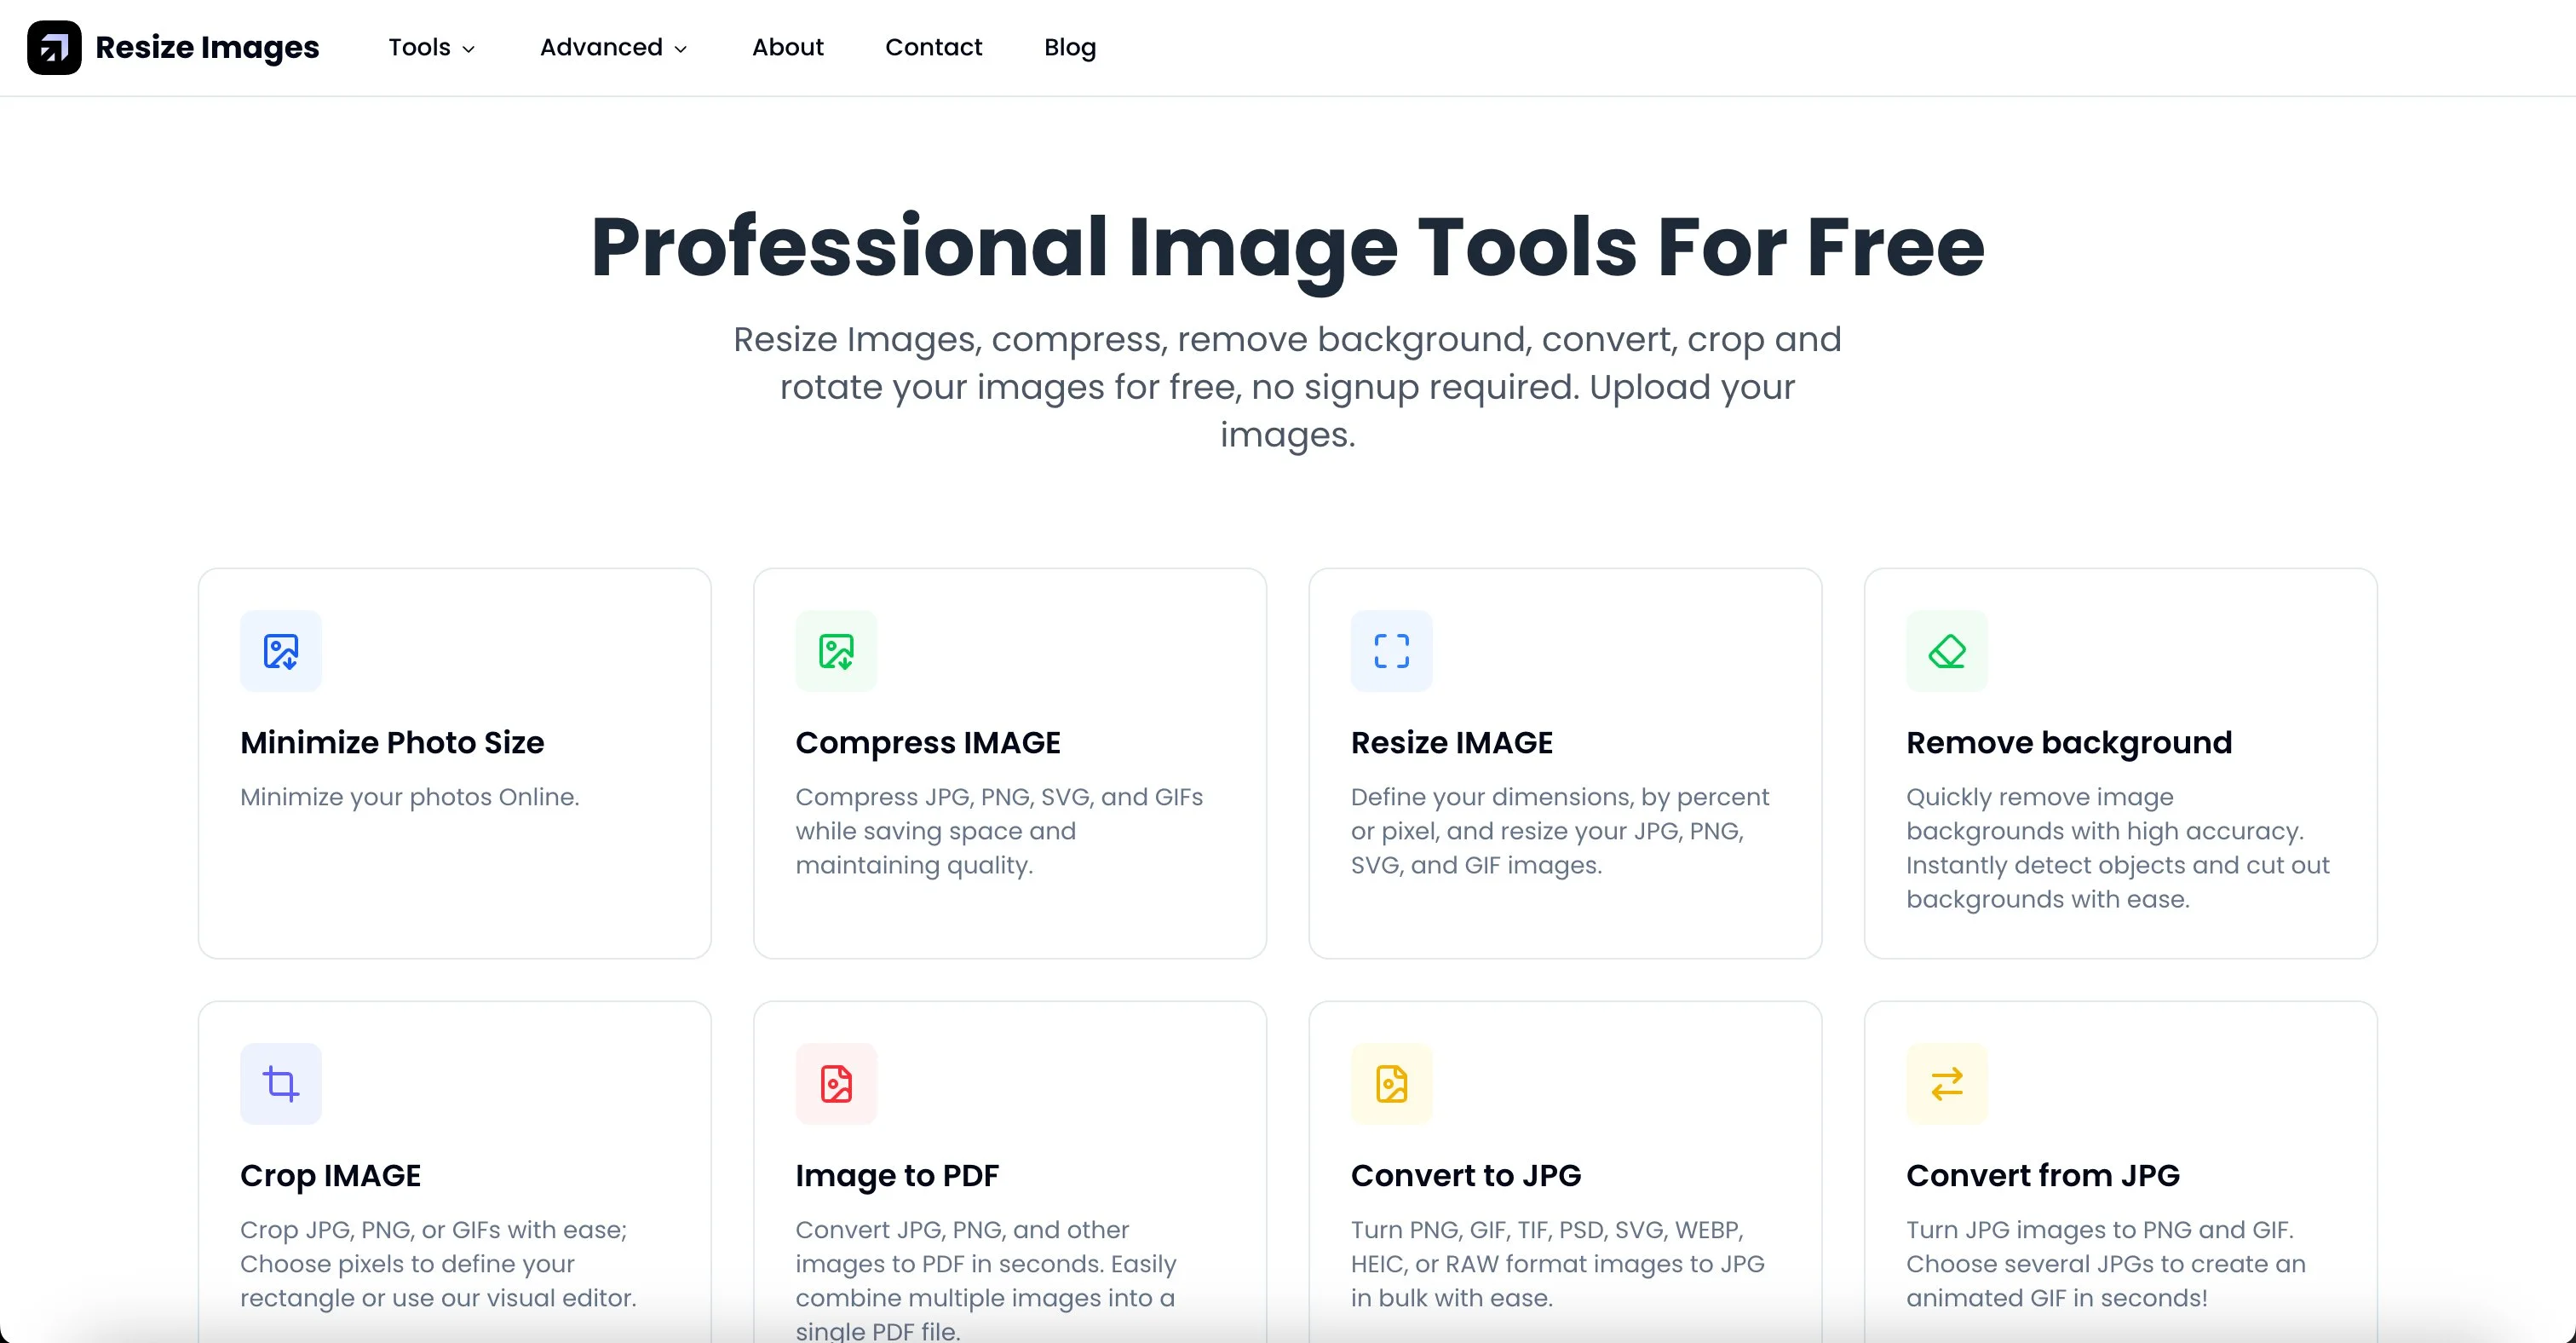 Resize Images
Tools
Advanced
About
Contact
Blog
Professional Image Tools For Free
Resize Images, compress, remove background, convert, crop and
rotate your images for free, no signup required. Upload your
images.
Minimize Photo Size
Minimize your photos Online.
Compress IMAGE
Compress JPG, PNG, SVG, and GIFs
while saving space and
maintaining quality.
Resize IMAGE
Define your dimensions, by percent
or pixel, and resize your JPG, PNG,
SVG, and GIF images.
Remove background
Quickly remove image
backgrounds with high accuracy.
Instantly detect objects and cut out
backgrounds with ease.
Crop IMAGE
Crop JPG, PNG, or GIFs with ease;
Choose pixels to define your
rectangle or use our visual editor.
Image to PDF
Convert JPG, PNG, and other
images to PDF in seconds. Easily
combine multiple images into a
single PDF file.
Convert to JPG
Turn PNG, GIF, TIF, PSD, SVG, WEBP,
HEIC, or RAW format images to JPG
in bulk with ease.
Convert from JPG
Turn JPG images to PNG and GIF.
Choose several JPGs to create an
animated GIF in seconds!